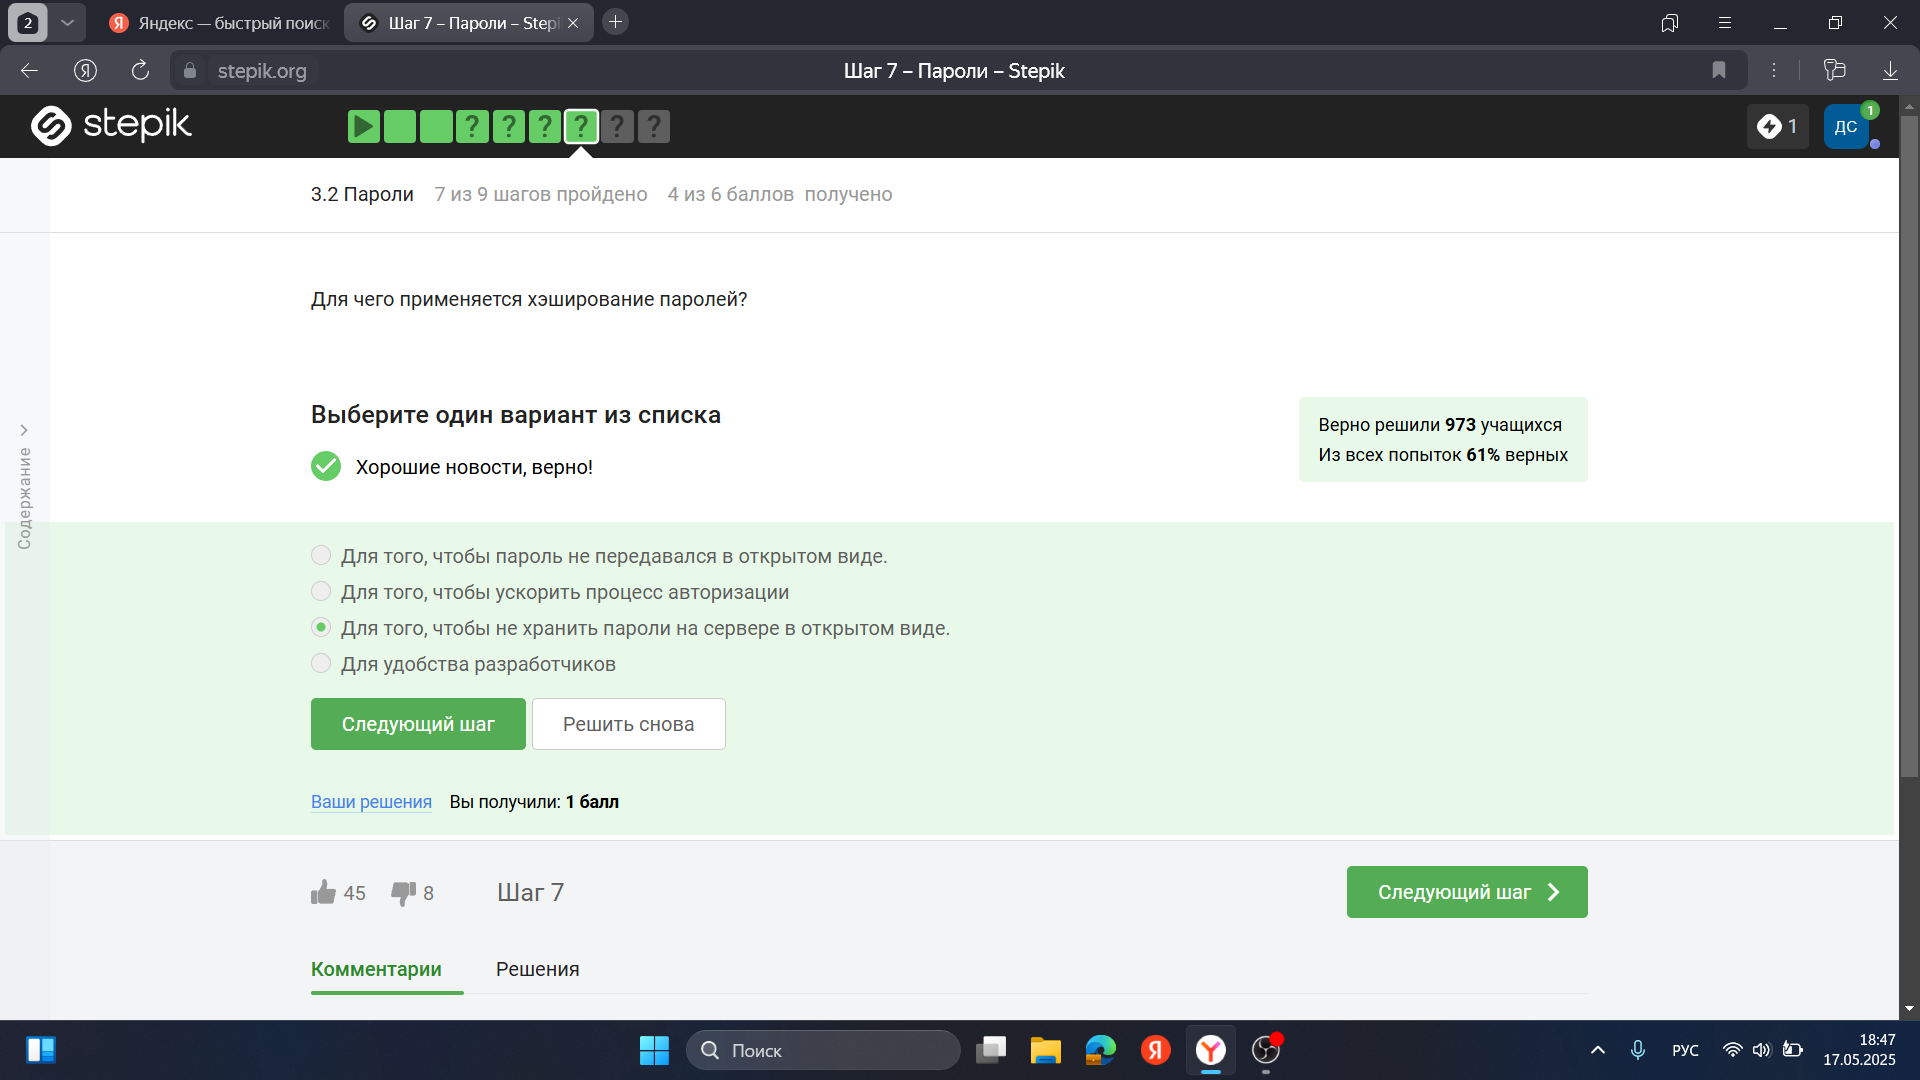 2
Яндекс — быстрый поиск
Шаг 7 – Пароли – Step
stepik.org
Шаг 7 – Пароли – Stepik
stepik
? ? ? ? ? ?
1
ДС
1
3.2 Пароли 7 из 9 шагов пройдено 4 из 6 баллов получено
Для чего применяется хэширование паролей?
Содержание
Выберите один вариант из списка
Хорошие новости, верно!
Верно решили 973 учащихся
Из всех попыток 61% верных
Для того, чтобы пароль не передавался в открытом виде.
Для того, чтобы ускорить процесс авторизации
Для того, чтобы не хранить пароли на сервере в открытом виде.
Для удобства разработчиков
Следующий шаг
Решить снова
Ваши решения Вы получили: 1 балл
45
8
Шаг 7
Следующий шаг
Комментарии
Решения
Поиск
РУС
18:47
17.05.2025